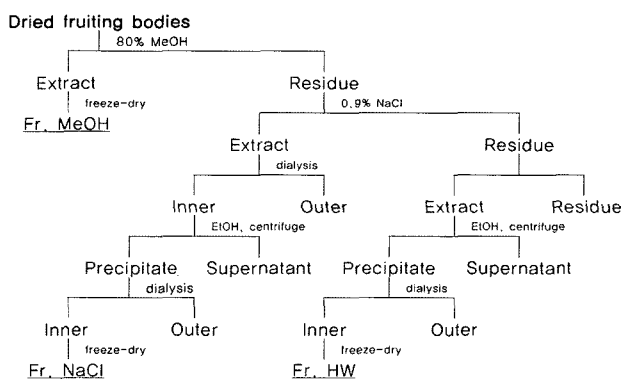 Dried fruiting bodies
80% MeOH
Extract Residue
freeze-dry 0.9% NaCl
Fr. MeOH
Extract Residue
dialysis
Inner Outer Extract Residue
EtOH, centrifuge EtOH, centrifuge
Precipitate Supernatant Precipitate Supernatant
dialysis dialysis
Inner Outer Inner Outer
freeze-dry freeze-dry
Fr. NaCl Fr. HW